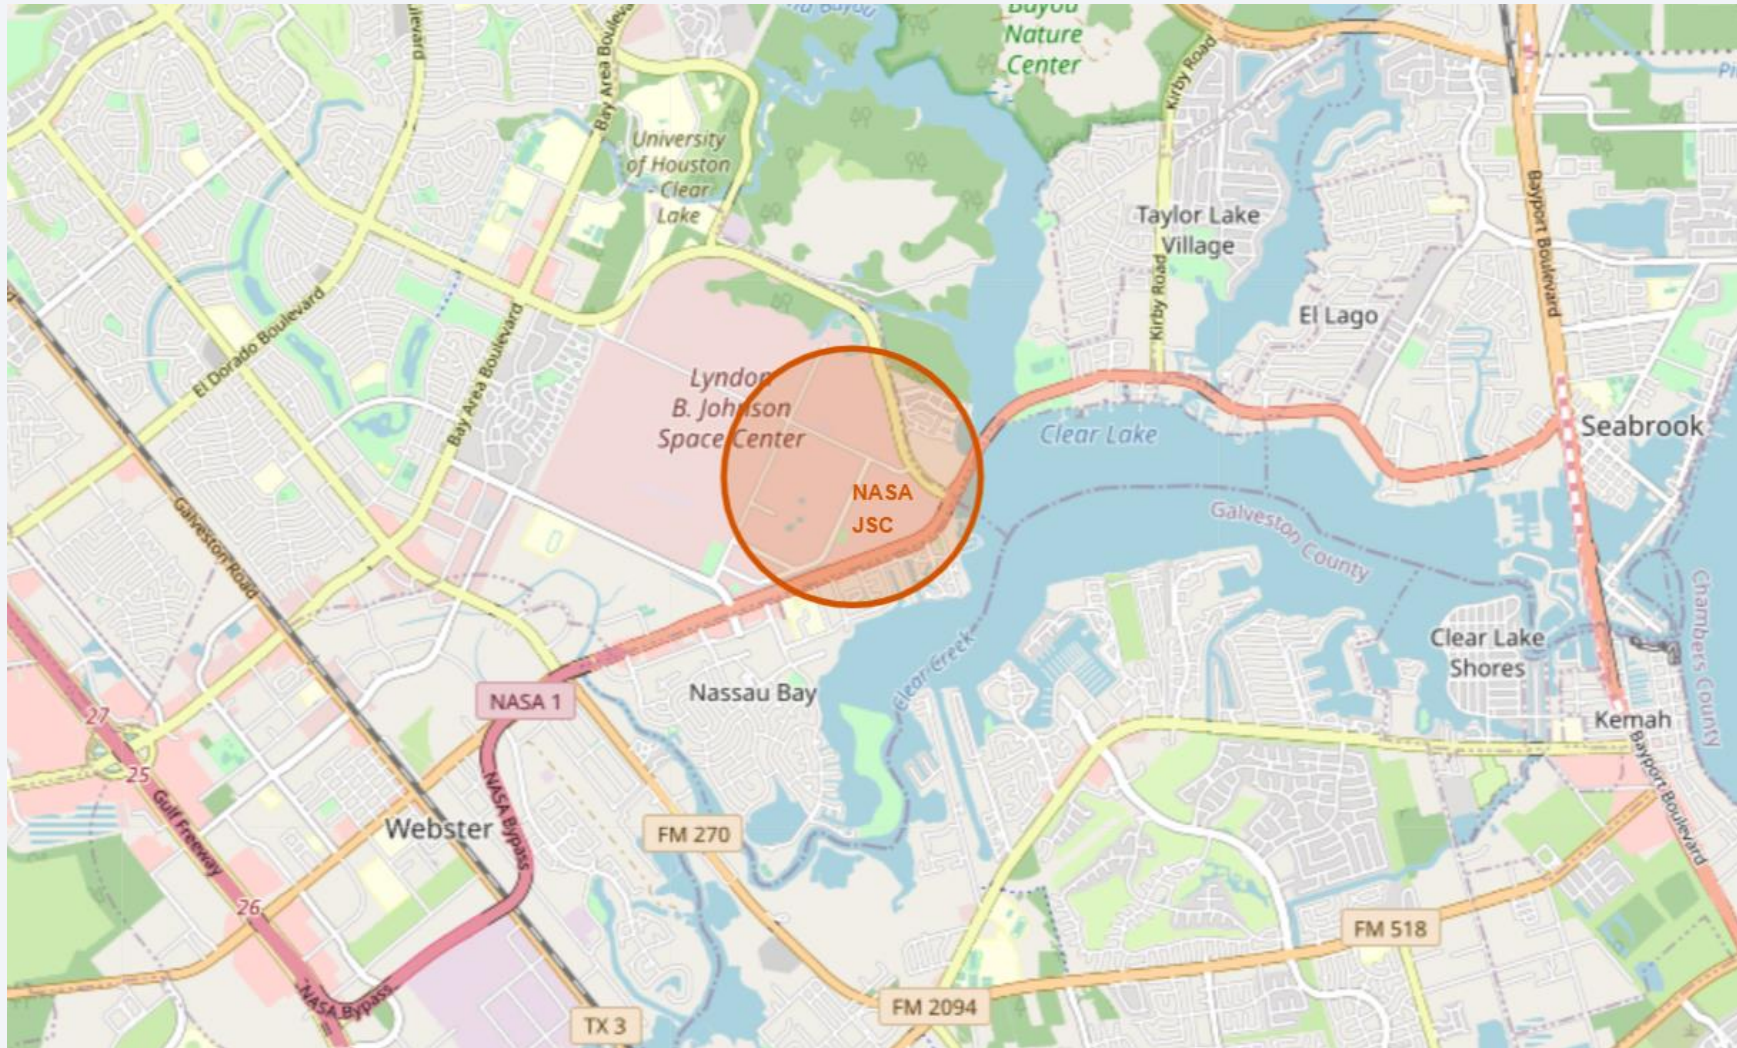 Bayou
Nature
Center
Kirby Road
Bay Area Boulevard
University
of Houston
- Clear
Lake
Taylor Lake
Village
Bayport Boulevard
Kirby Road
El Lago
El Dorado Boulevard
Bay Area Boulevard
Lyndon
B. Johnson
Space Center
Clear Lake
Seabrook
NASA
JSC
Galveston Road
Galveston County
Chambers County
Clear Lake
Shores
Clear Creek
Nassau Bay
NASA 1
Kemah
27
25
Bayport Boulevard
NASA Bypass
Gulf Freeway
Webster
FM 270
26
FM 518
NASA Bypass
FM 2094
TX 3